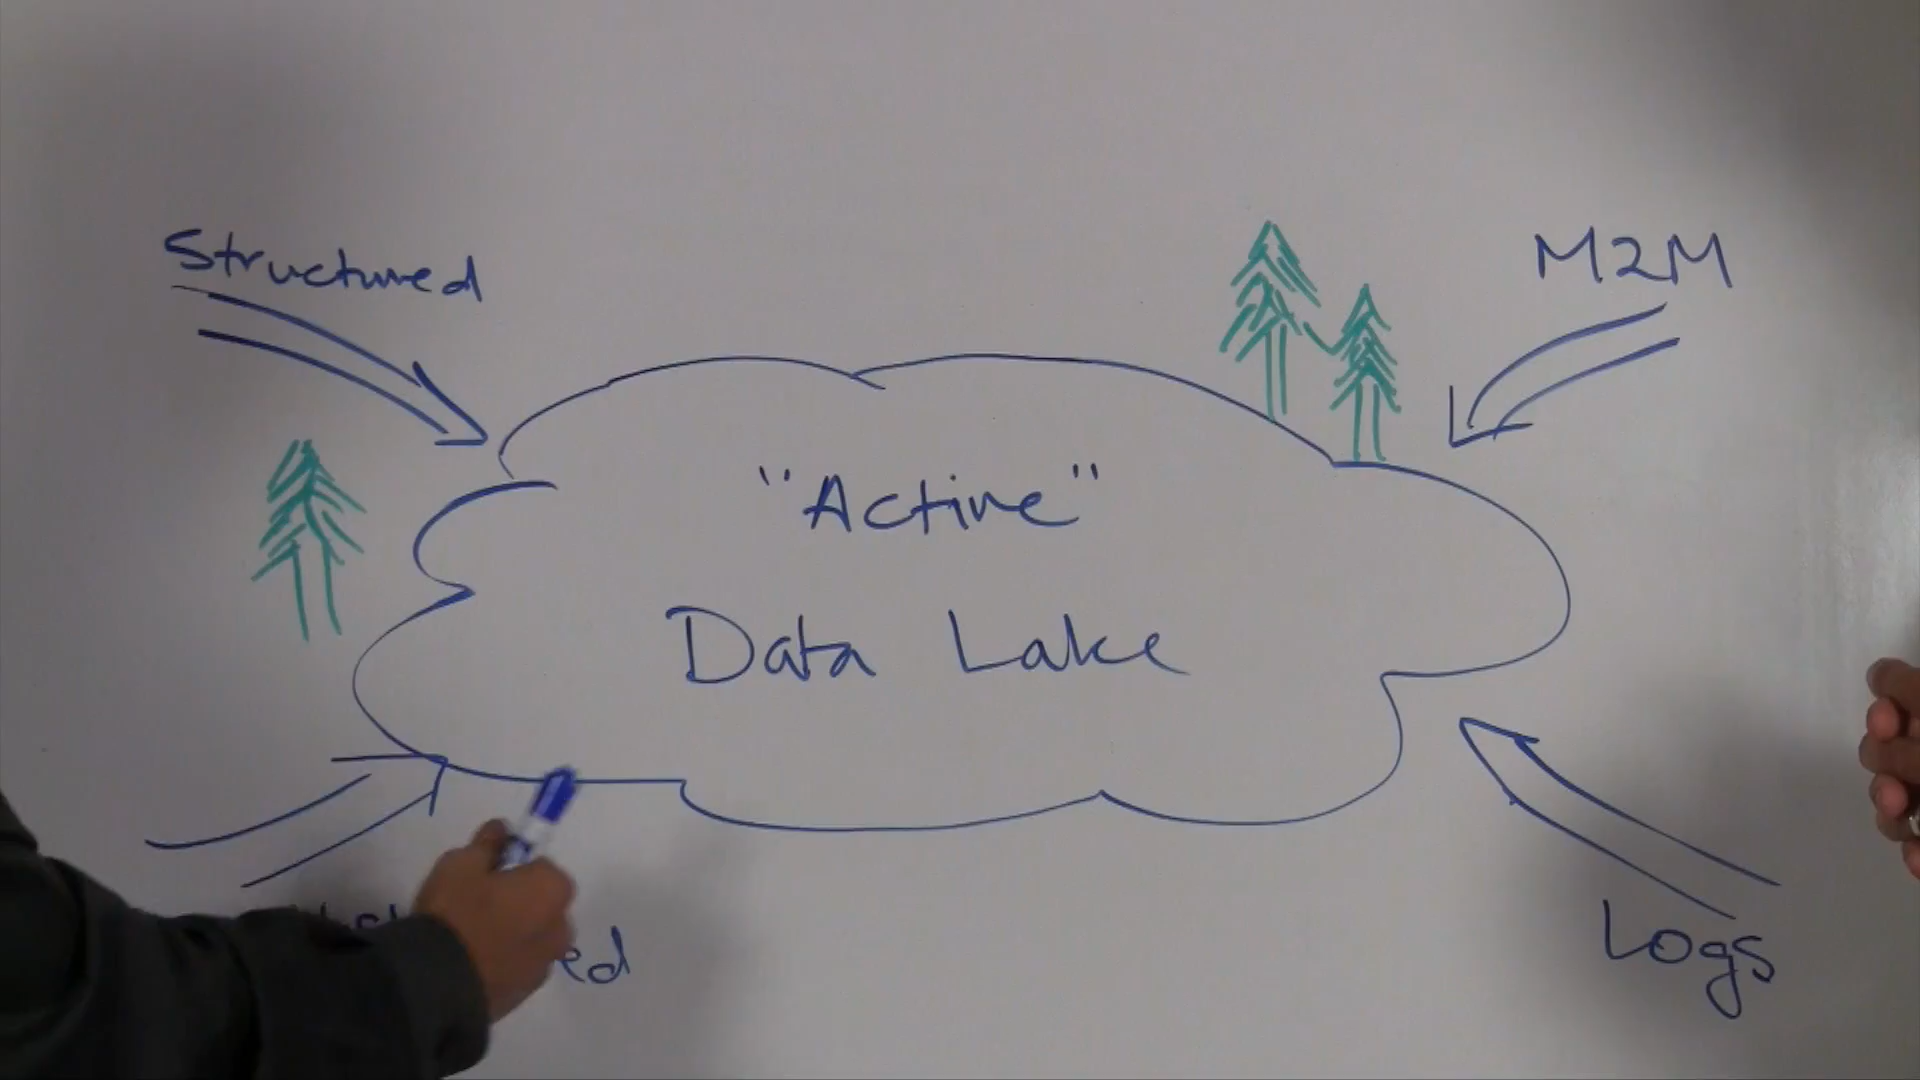 Structured
M2M
"Active"
Data Lake
Logs